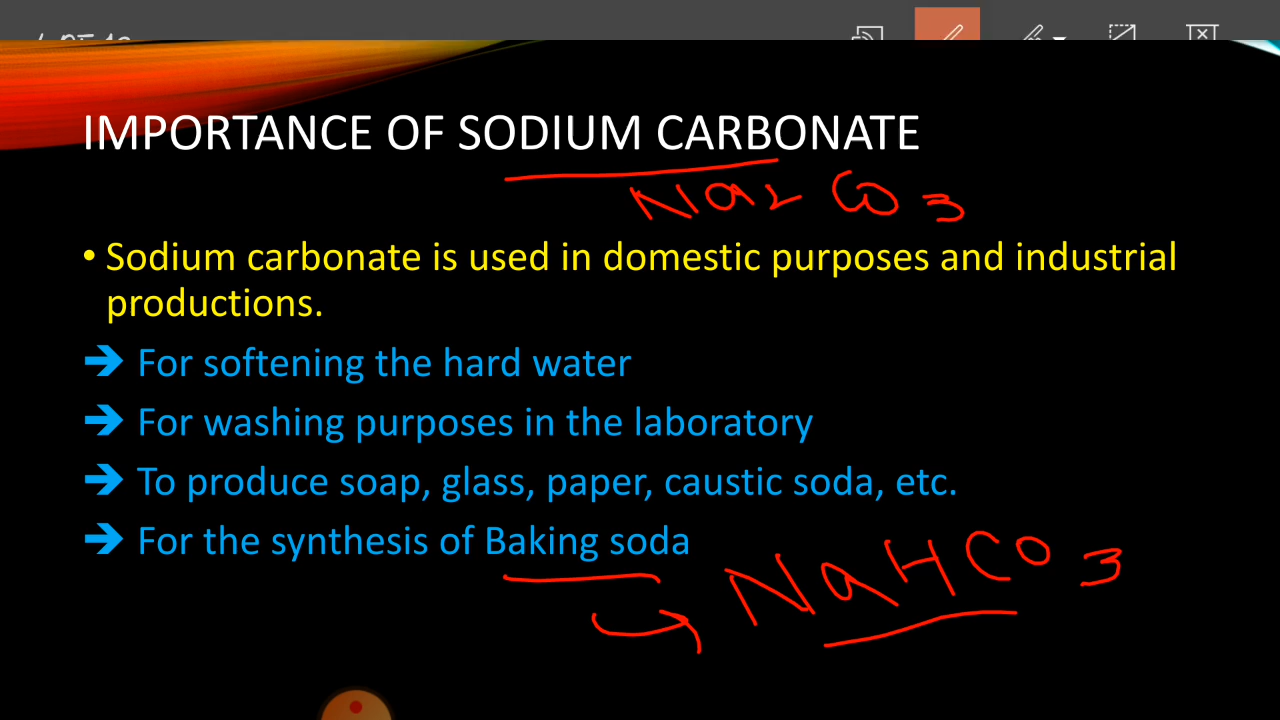 IMPORTANCE OF SODIUM CARBONATE
Na2CO3
• Sodium carbonate is used in domestic purposes and industrial
productions.
➔ For softening the hard water
➔ For washing purposes in the laboratory
➔ To produce soap, glass, paper, caustic soda, etc.
➔ For the synthesis of Baking soda
NaHCO3